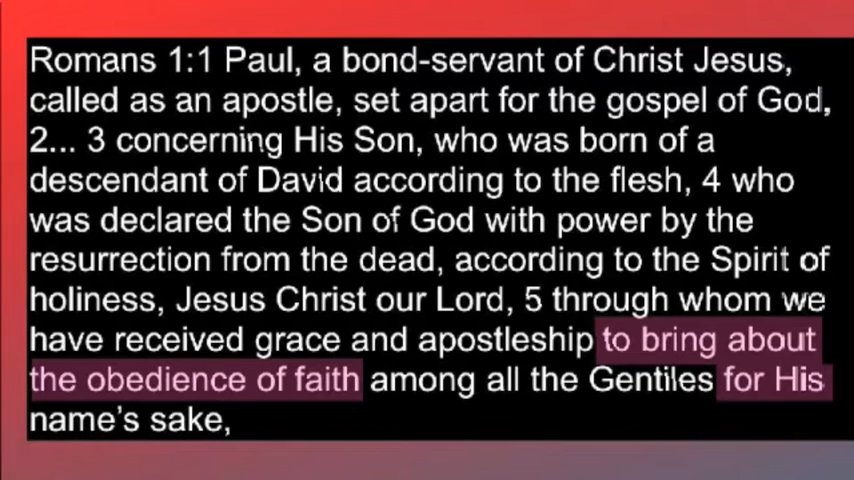 Romans 1:1 Paul, a bond-servant of Christ Jesus,
called as an apostle, set apart for the gospel of God,
2... 3 concerning His Son, who was born of a
descendant of David according to the flesh, 4 who
was declared the Son of God with power by the
resurrection from the dead, according to the Spirit of
holiness, Jesus Christ our Lord, 5 through whom we
have received grace and apostleship to bring about
the obedience of faith among all the Gentiles for His
name’s sake,